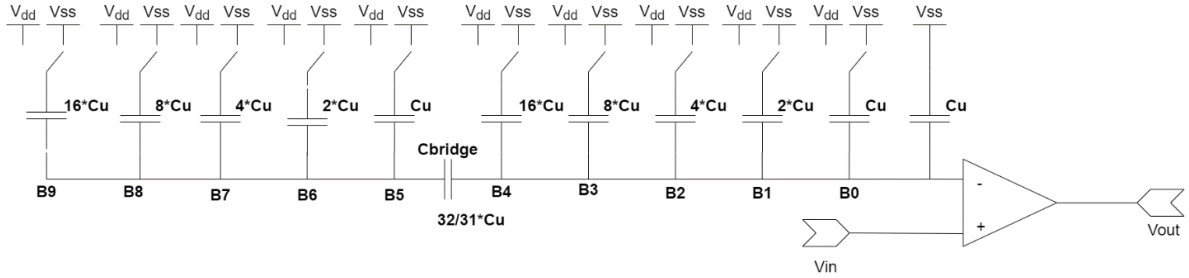 Vdd Vss Vdd Vss Vdd Vss Vdd Vss Vdd Vss Vdd Vss Vdd Vss Vdd Vss Vdd Vss Vdd Vss Vss
16*Cu 8*Cu 4*Cu 2*Cu Cu 16*Cu 8*Cu 4*Cu 2*Cu Cu Cu
Cbridge
B9 B8 B7 B6 B5 B4 B3 B2 B1 B0
-
32/31*Cu
+
Vout
Vin